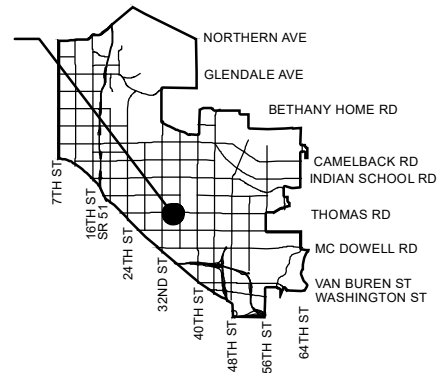 NORTHERN AVE
GLENDALE AVE
BETHANY HOME RD
CAMELBACK RD
INDIAN SCHOOL RD
THOMAS RD
MC DOWELL RD
VAN BUREN ST
WASHINGTON ST
7TH ST
16TH ST
SR 51
24TH ST
32ND ST
40TH ST
48TH ST
56TH ST
64TH ST